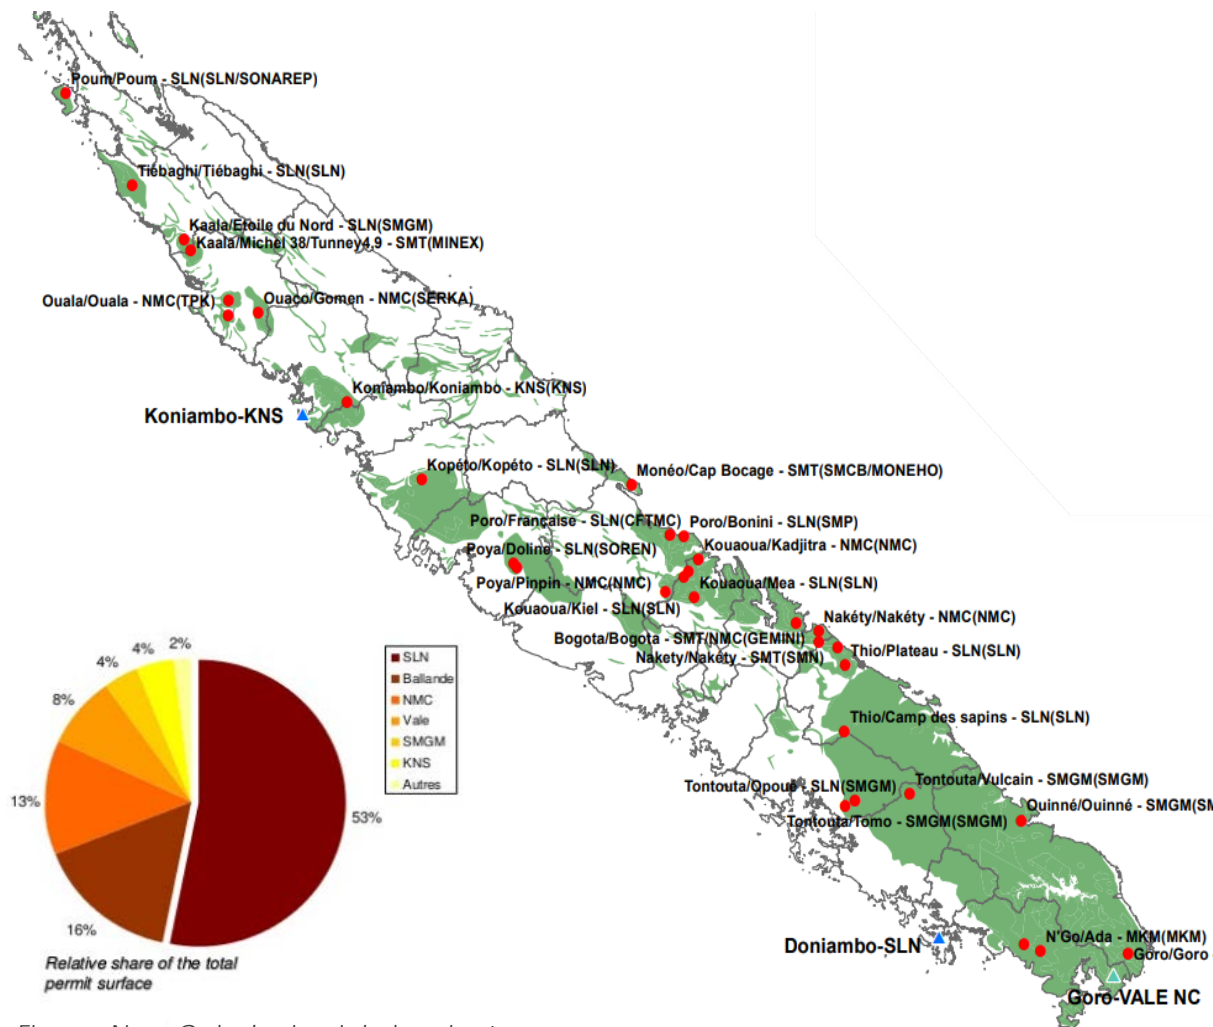 Poum/Poum - SLN(SLN/SONAREP)
Tiébaghi/Tiébaghi - SLN(SLN)
Kaala/Etoile du Nord - SLN(SMGM)
Kaala/Michel 38/Tunney4,9 - SMT(MINEX)
Ouala/Ouala - NMC(TPK)
Ouaco/Gomen - NMC(SERKA)
Koniambo/Koniambo - KNS(KNS)
Koniambo-KNS
Kopéto/Kopéto - SLN(SLN)
Monéo/Cap Bocage - SMT(SMCB/MONEHO)
Poro/Française - SLN(CFTMC)
Poro/Bonini - SLN(SMP)
Poya/Doline - SLN(SOREN)
Kouaoua/Kadjitra - NMC(NMC)
Poya/Pinpin - NMC(NMC)
Kouaoua/Mea - SLN(SLN)
Kouaoua/Kiel - SLN(SLN)
Nakéty/Nakéty - NMC(NMC)
Bogota/Bogota - SMT/NMC(GEMINI)
Nakety/Nakéty - SMT(SMN)
Thio/Plateau - SLN(SLN)
Thio/Camp des sapins - SLN(SLN)
Tontouta/Opoué - SLN(SMGM)
Tontouta/Vulcain - SMGM(SMGM)
Tontouta/Tomo - SMGM(SMGM)
Ouinné/Ouinné - SMGM(SM
N'Go/Ada - MKM(MKM)
Doniambo-SLN
Goro/Goro -
Goro-VALE NC
2%
4%
4%
8%
13%
16%
53%
SLN
Ballande
NMC
Vale
SMGM
KNS
Autres
Relative share of the total
permit surface